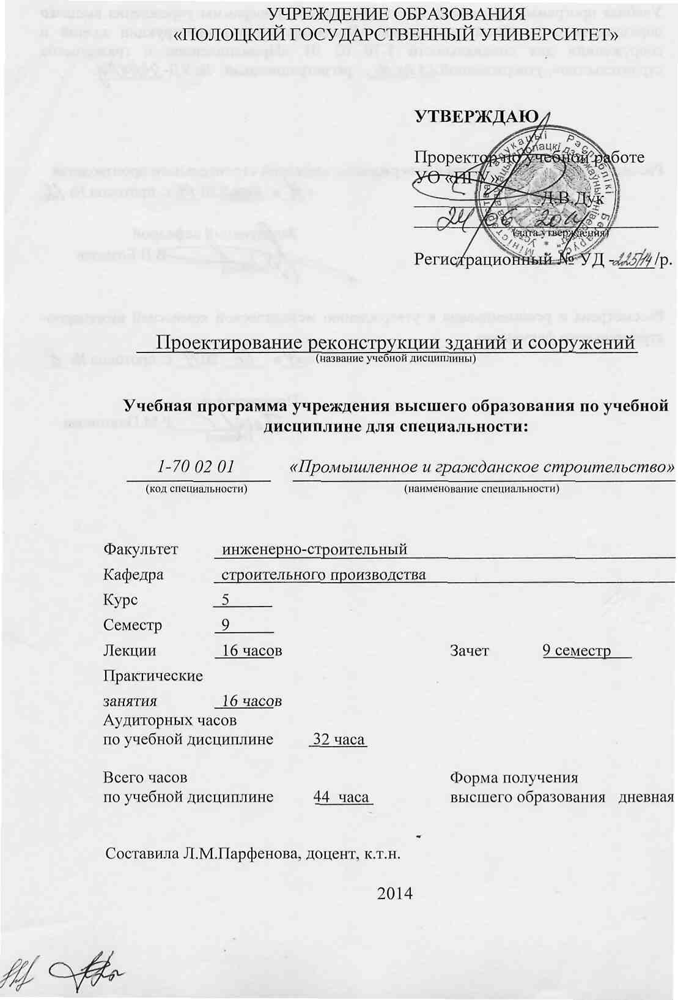 УЧРЕЖДЕНИЕ ОБРАЗОВАНИЯ
«ПОЛОЦКИЙ ГОСУДАРСТВЕННЫЙ УНИВЕРСИТЕТ»
УТВЕРЖДАЮ
Проректор по учебной работе
УО «ПГУ»
Д.В.Дук
24 06 2014
(дата утверждения)
Регистрационный № УД -225/14/р.
Проектирование реконструкции зданий и сооружений
(название учебной дисциплины)
Учебная программа учреждения высшего образования по учебной
дисциплине для специальности:
1-70 02 01 «Промышленное и гражданское строительство»
(код специальности) (наименование специальности)
Факультет инженерно-строительный
Кафедра строительного производства
Курс 5
Семестр 9
Лекции 16 часов Зачет 9 семестр
Практические
занятия 16 часов
Аудиторных часов
по учебной дисциплине 32 часа
Всего часов Форма получения
по учебной дисциплине 44 часа высшего образования дневная
Составила Л.М.Парфенова, доцент, к.т.н.
2014